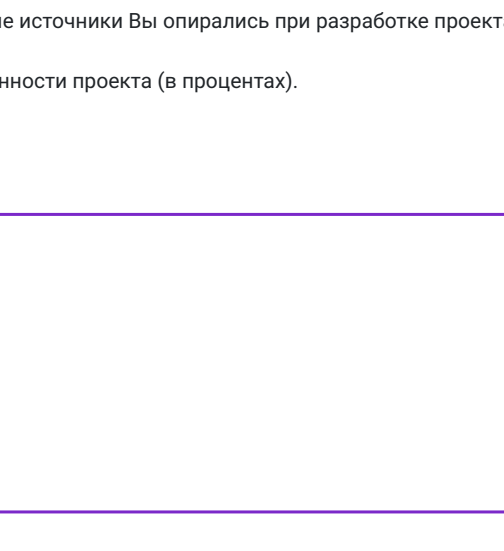 е источники Вы опирались при разработке проект
нности проекта (в процентах).